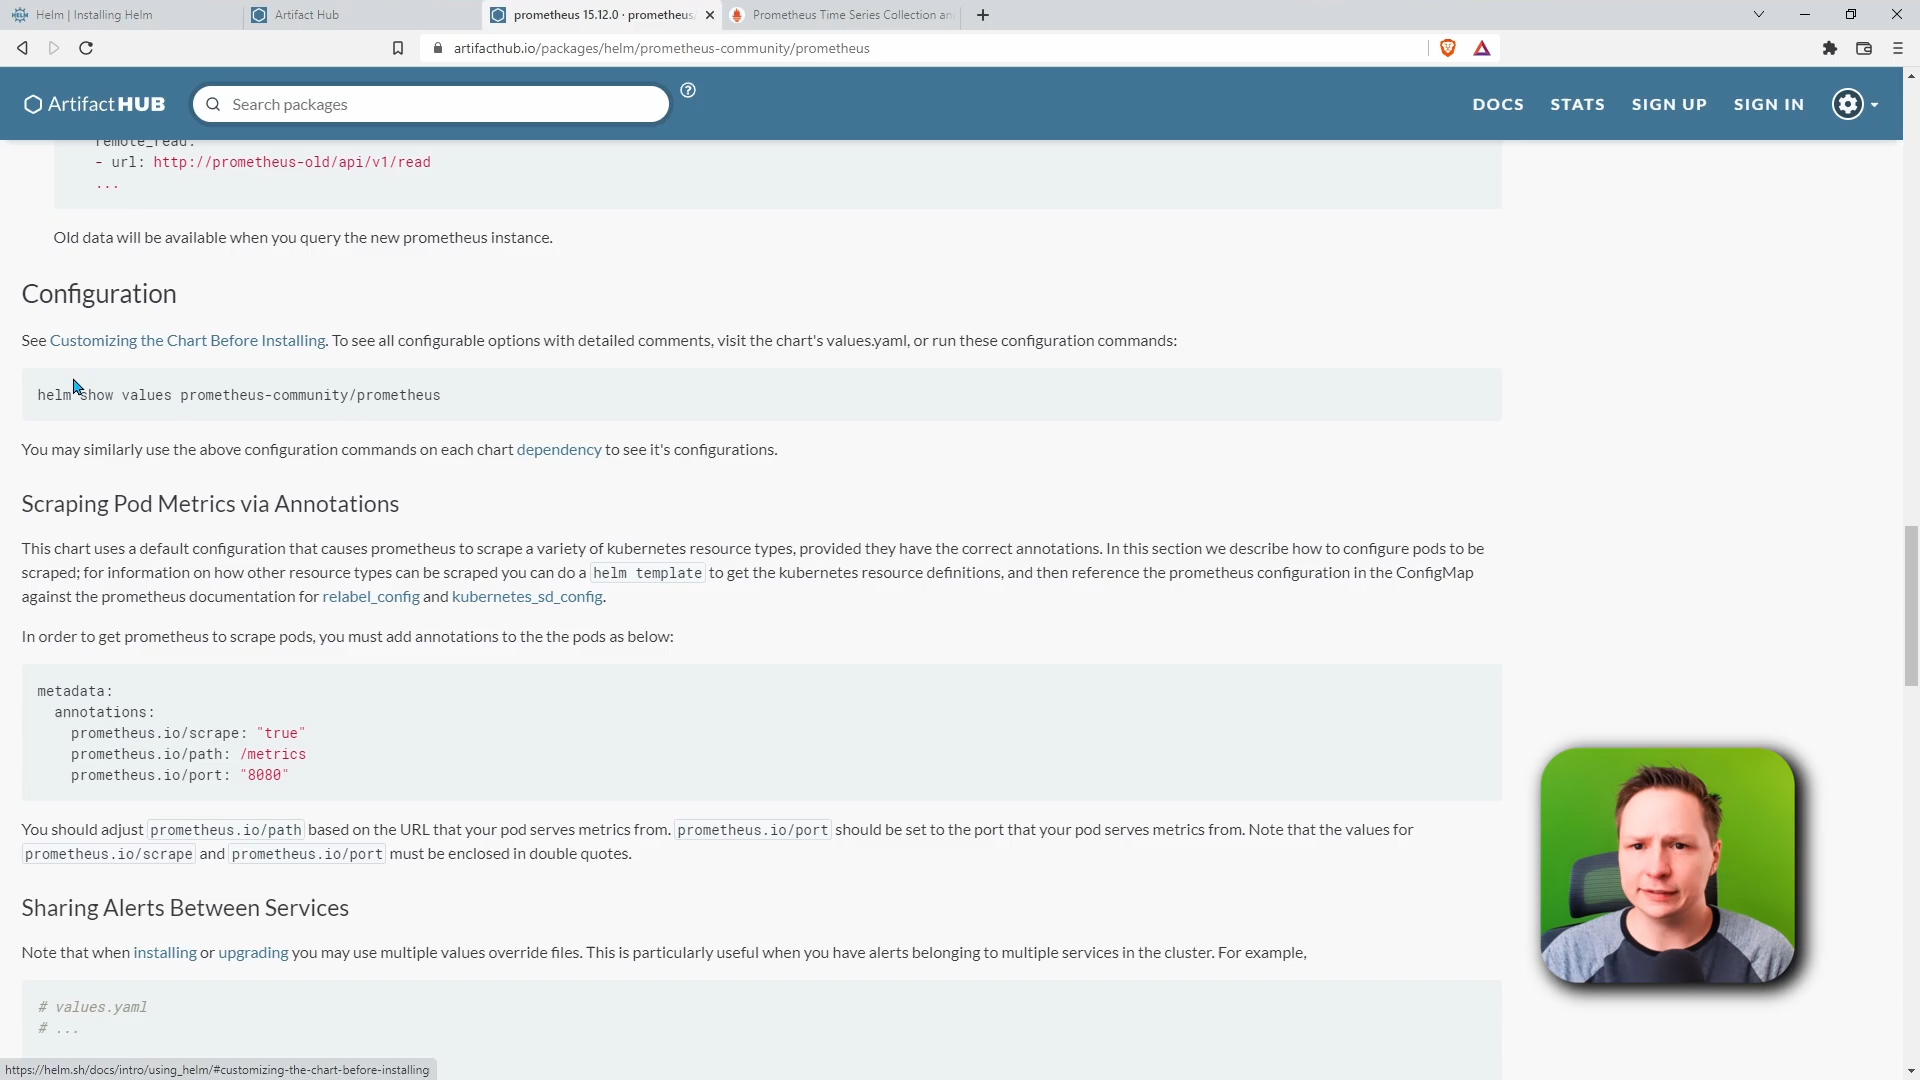 Helm | Installing Helm
Artifact Hub
prometheus 15.12.0 · prometheus
Prometheus Time Series Collection an
artifacthub.io/packages/helm/prometheus-community/prometheus
ArtifactHUB
Search packages
DOCS
STATS
SIGN UP
SIGN IN
remote_read:
- url: http://prometheus-old/api/v1/read
...
Old data will be available when you query the new prometheus instance.
Configuration
See Customizing the Chart Before Installing. To see all configurable options with detailed comments, visit the chart's values.yaml, or run these configuration commands:
helm show values prometheus-community/prometheus
You may similarly use the above configuration commands on each chart dependency to see it's configurations.
Scraping Pod Metrics via Annotations
This chart uses a default configuration that causes prometheus to scrape a variety of kubernetes resource types, provided they have the correct annotations. In this section we describe how to configure pods to be
scraped; for information on how other resource types can be scraped you can do a helm template to get the kubernetes resource definitions, and then reference the prometheus configuration in the ConfigMap
against the prometheus documentation for relabel_config and kubernetes_sd_config.
In order to get prometheus to scrape pods, you must add annotations to the the pods as below:
metadata:
annotations:
prometheus.io/scrape: "true"
prometheus.io/path: /metrics
prometheus.io/port: "8080"
You should adjust prometheus.io/path based on the URL that your pod serves metrics from. prometheus.io/port should be set to the port that your pod serves metrics from. Note that the values for
prometheus.io/scrape and prometheus.io/port must be enclosed in double quotes.
Sharing Alerts Between Services
Note that when installing or upgrading you may use multiple values override files. This is particularly useful when you have alerts belonging to multiple services in the cluster. For example,
# values.yaml
# ...
https://helm.sh/docs/intro/using_helm/#customizing-the-chart-before-installing